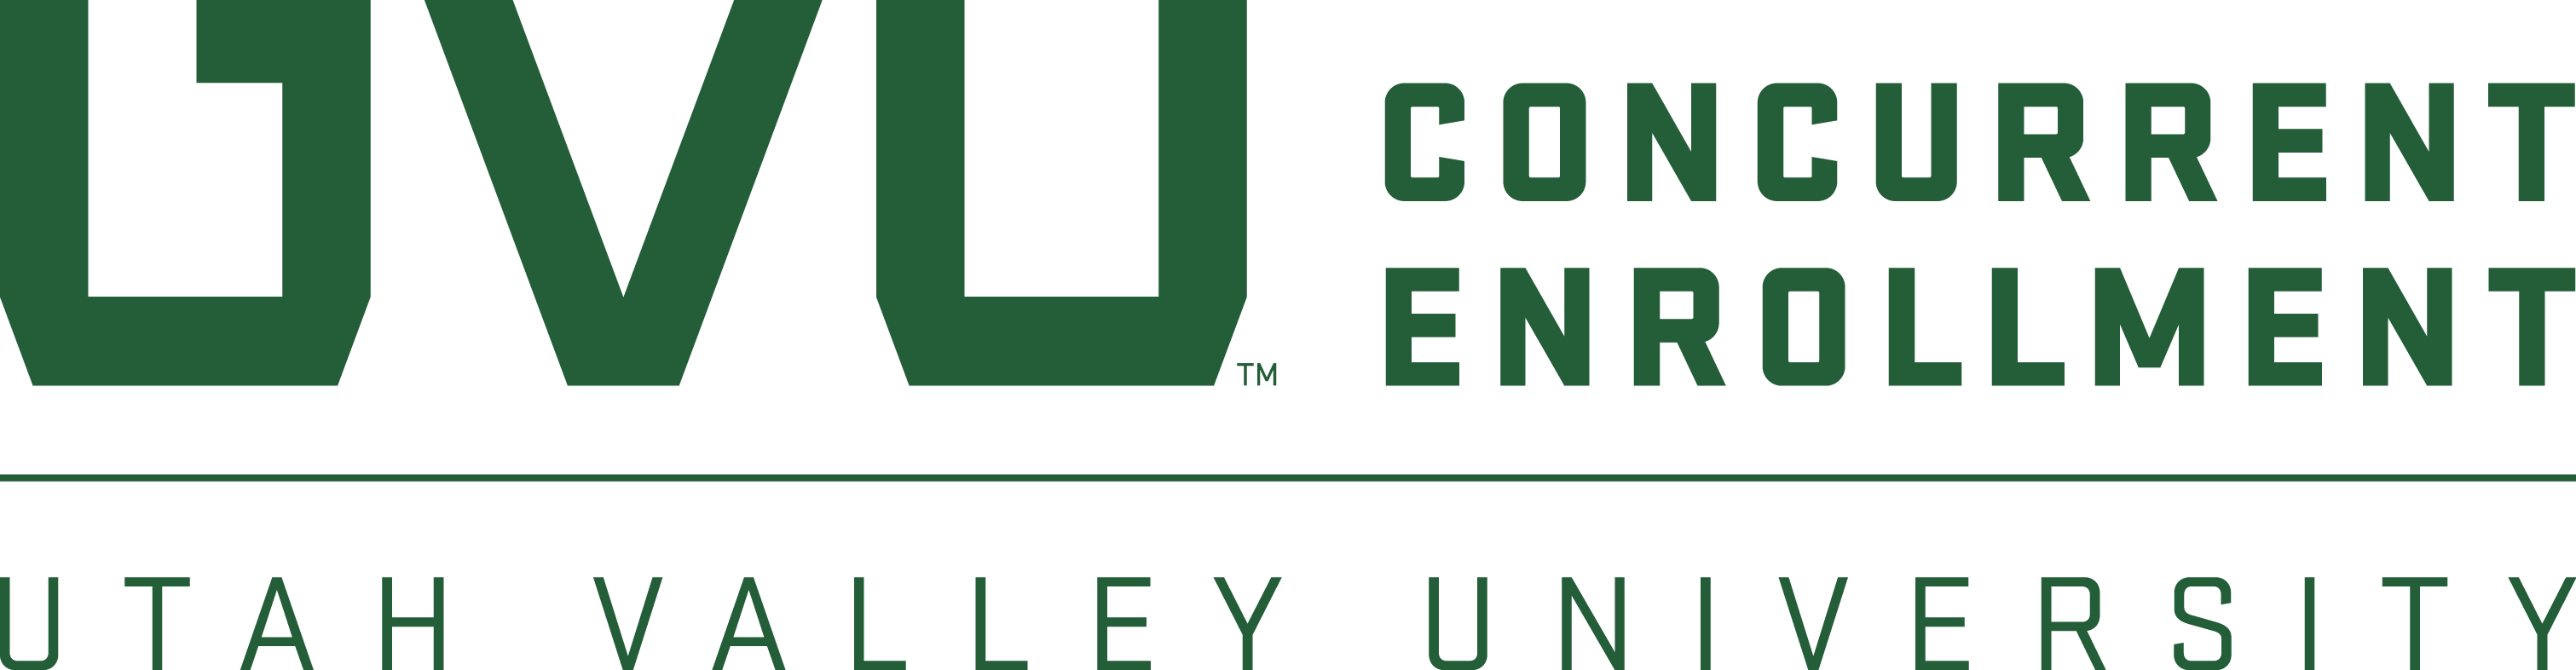 UVU™
CONCURRENT
ENROLLMENT
UTAH VALLEY UNIVERSITY